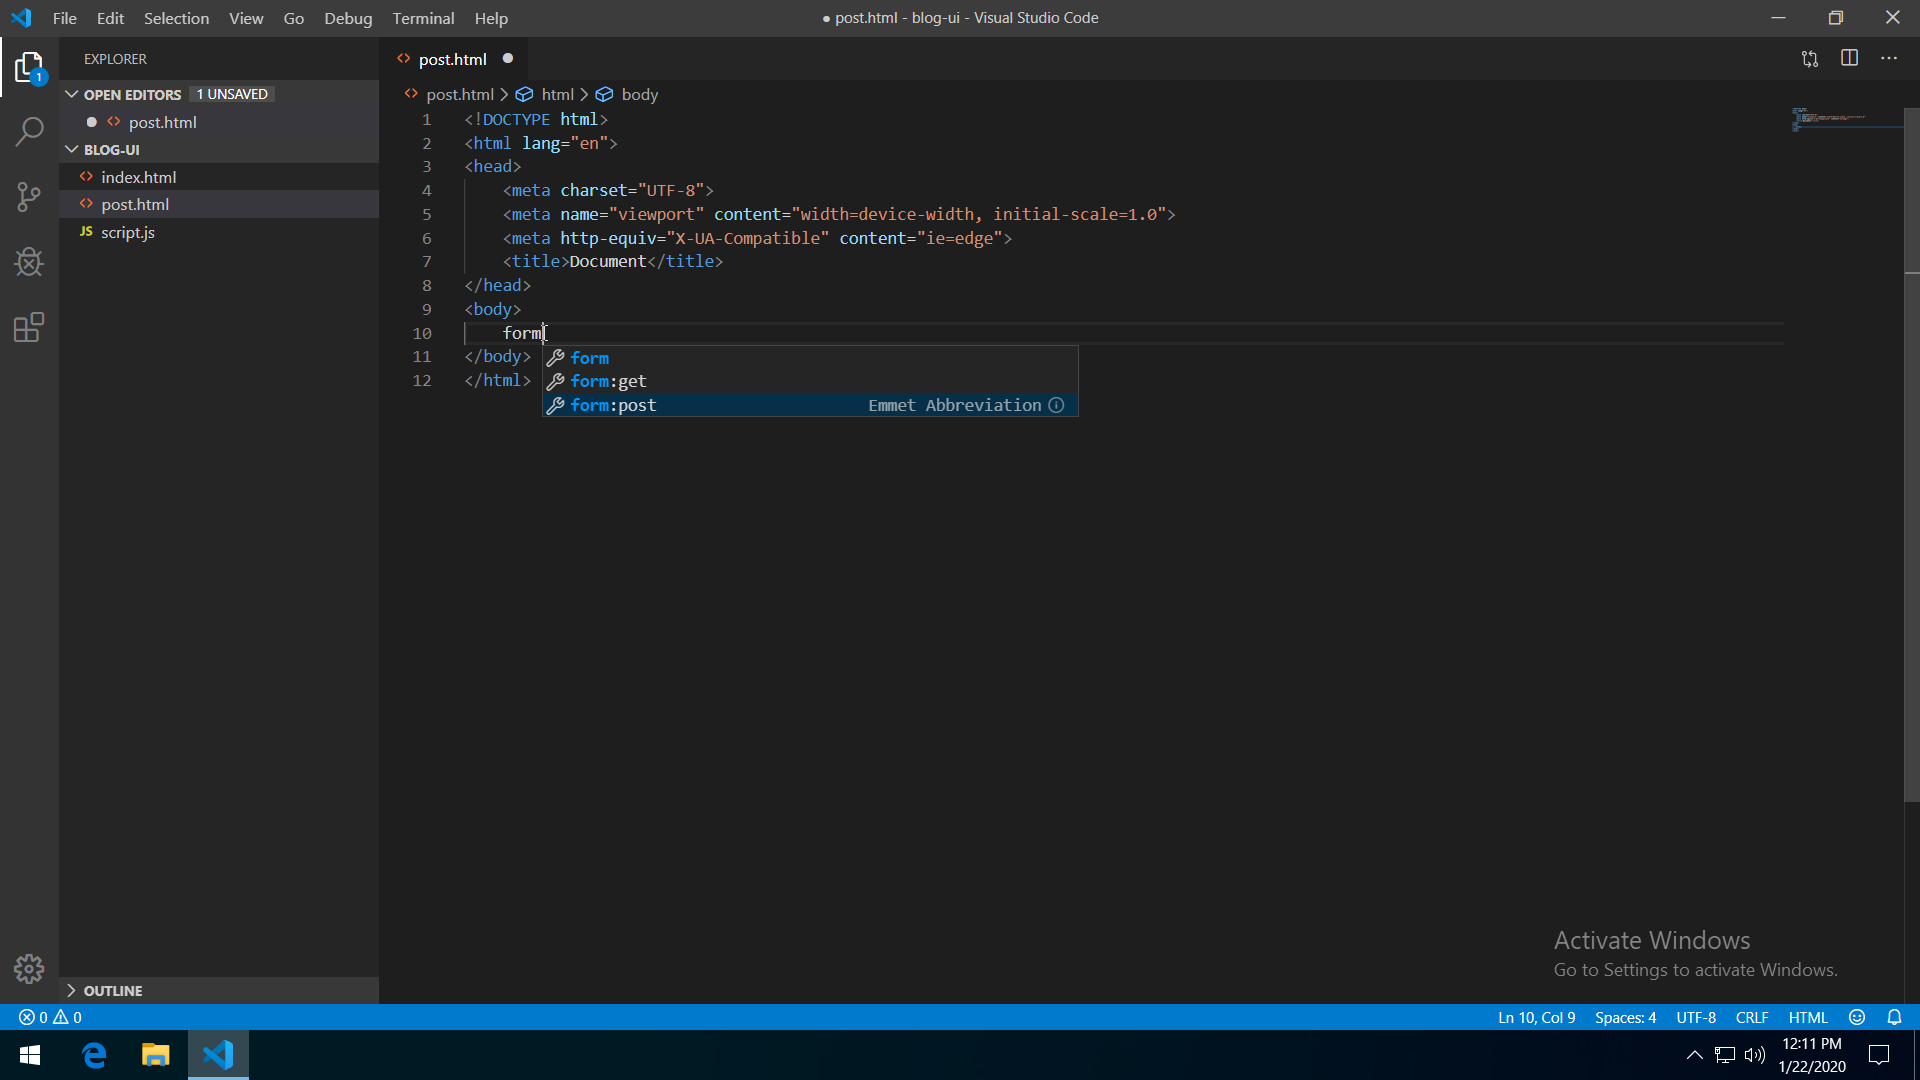 File Edit Selection View Go Debug Terminal Help
● post.html - blog-ui - Visual Studio Code
1
EXPLORER
OPEN EDITORS 1 UNSAVED
post.html
BLOG-UI
index.html
post.html
JS script.js
OUTLINE
post.html
post.html > html > body
1 <!DOCTYPE html>
2 <html lang="en">
3 <head>
4 <meta charset="UTF-8">
5 <meta name="viewport" content="width=device-width, initial-scale=1.0">
6 <meta http-equiv="X-UA-Compatible" content="ie=edge">
7 <title>Document</title>
8 </head>
9 <body>
10 form
11 </body>
12 </html>
form
form:get
form:post Emmet Abbreviation
Activate Windows
Go to Settings to activate Windows.
0 0
Ln 10, Col 9 Spaces: 4 UTF-8 CRLF HTML
12:11 PM
1/22/2020